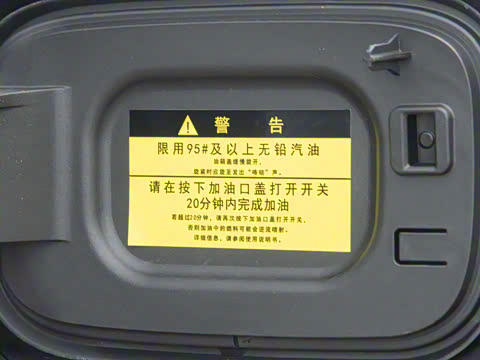 警 告
限用95#及以上无铅汽油
油箱盖缓慢旋开,
旋紧时应旋至发出“咯哒”声。
请在按下加油口盖打开开关
20分钟内完成加油
若超过20分钟,请再次按下加油口盖打开开关,
否则加油中的燃料可能会逆流喷射。
详细信息,请参阅使用说明书。